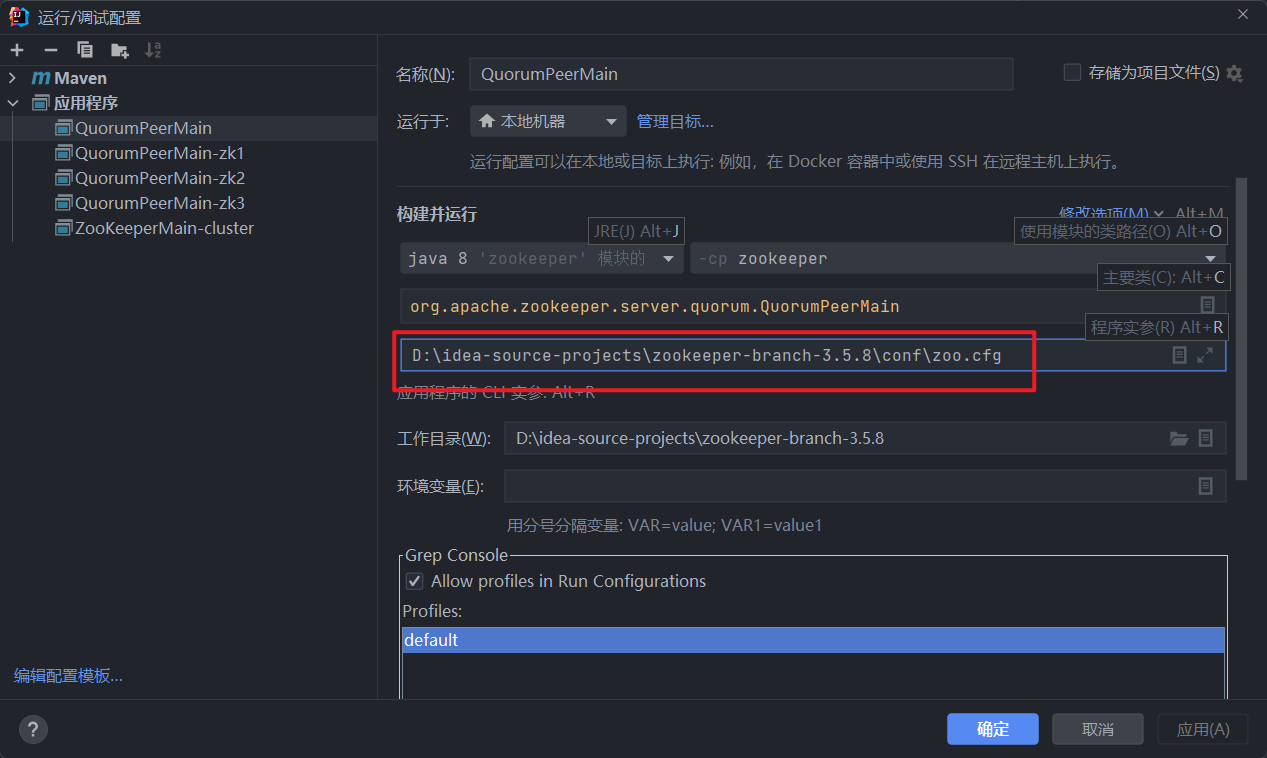 运行/调试配置
Maven
应用程序
QuorumPeerMain
QuorumPeerMain-zk1
QuorumPeerMain-zk2
QuorumPeerMain-zk3
ZooKeeperMain-cluster
编辑配置模板...
名称(N): QuorumPeerMain 存储为项目文件(S)
运行于: 本地机器 管理目标...
运行配置可以在本地或目标上执行: 例如，在 Docker 容器中或使用 SSH 在远程主机上执行。
构建并运行 修改选项(M) Alt+M
JRE(J) Alt+J 使用模块的类路径(O) Alt+O
java 8 'zookeeper' 模块的 -cp zookeeper
主要类(C): Alt+C
org.apache.zookeeper.server.quorum.QuorumPeerMain
程序实参(R) Alt+R
D:\idea-source-projects\zookeeper-branch-3.5.8\conf\zoo.cfg
应用程序的 CLI 实参: Alt+R
工作目录(W): D:\idea-source-projects\zookeeper-branch-3.5.8
环境变量(E):
用分号分隔变量: VAR=value; VAR1=value1
Grep Console
Allow profiles in Run Configurations
Profiles:
default
? 确定 取消 应用(A)